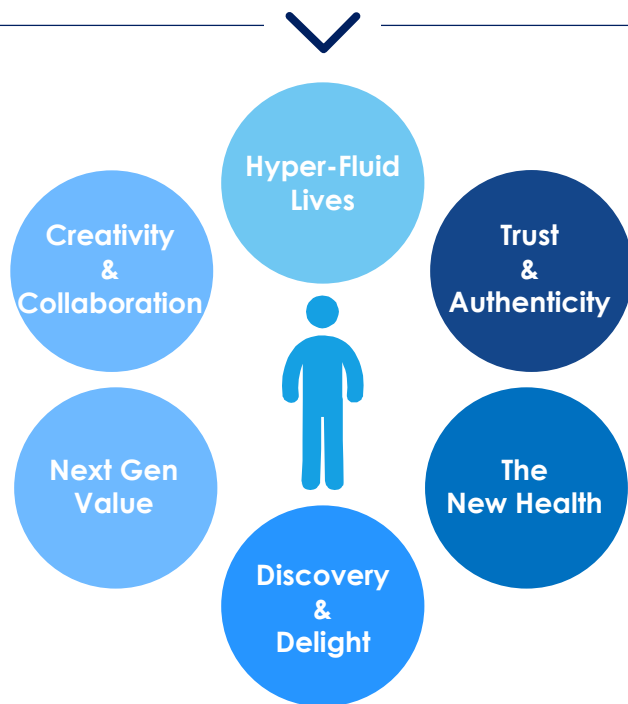 Hyper-Fluid
Lives
Creativity
&
Collaboration
Trust
&
Authenticity
Next Gen
Value
The
New Health
Discovery
&
Delight